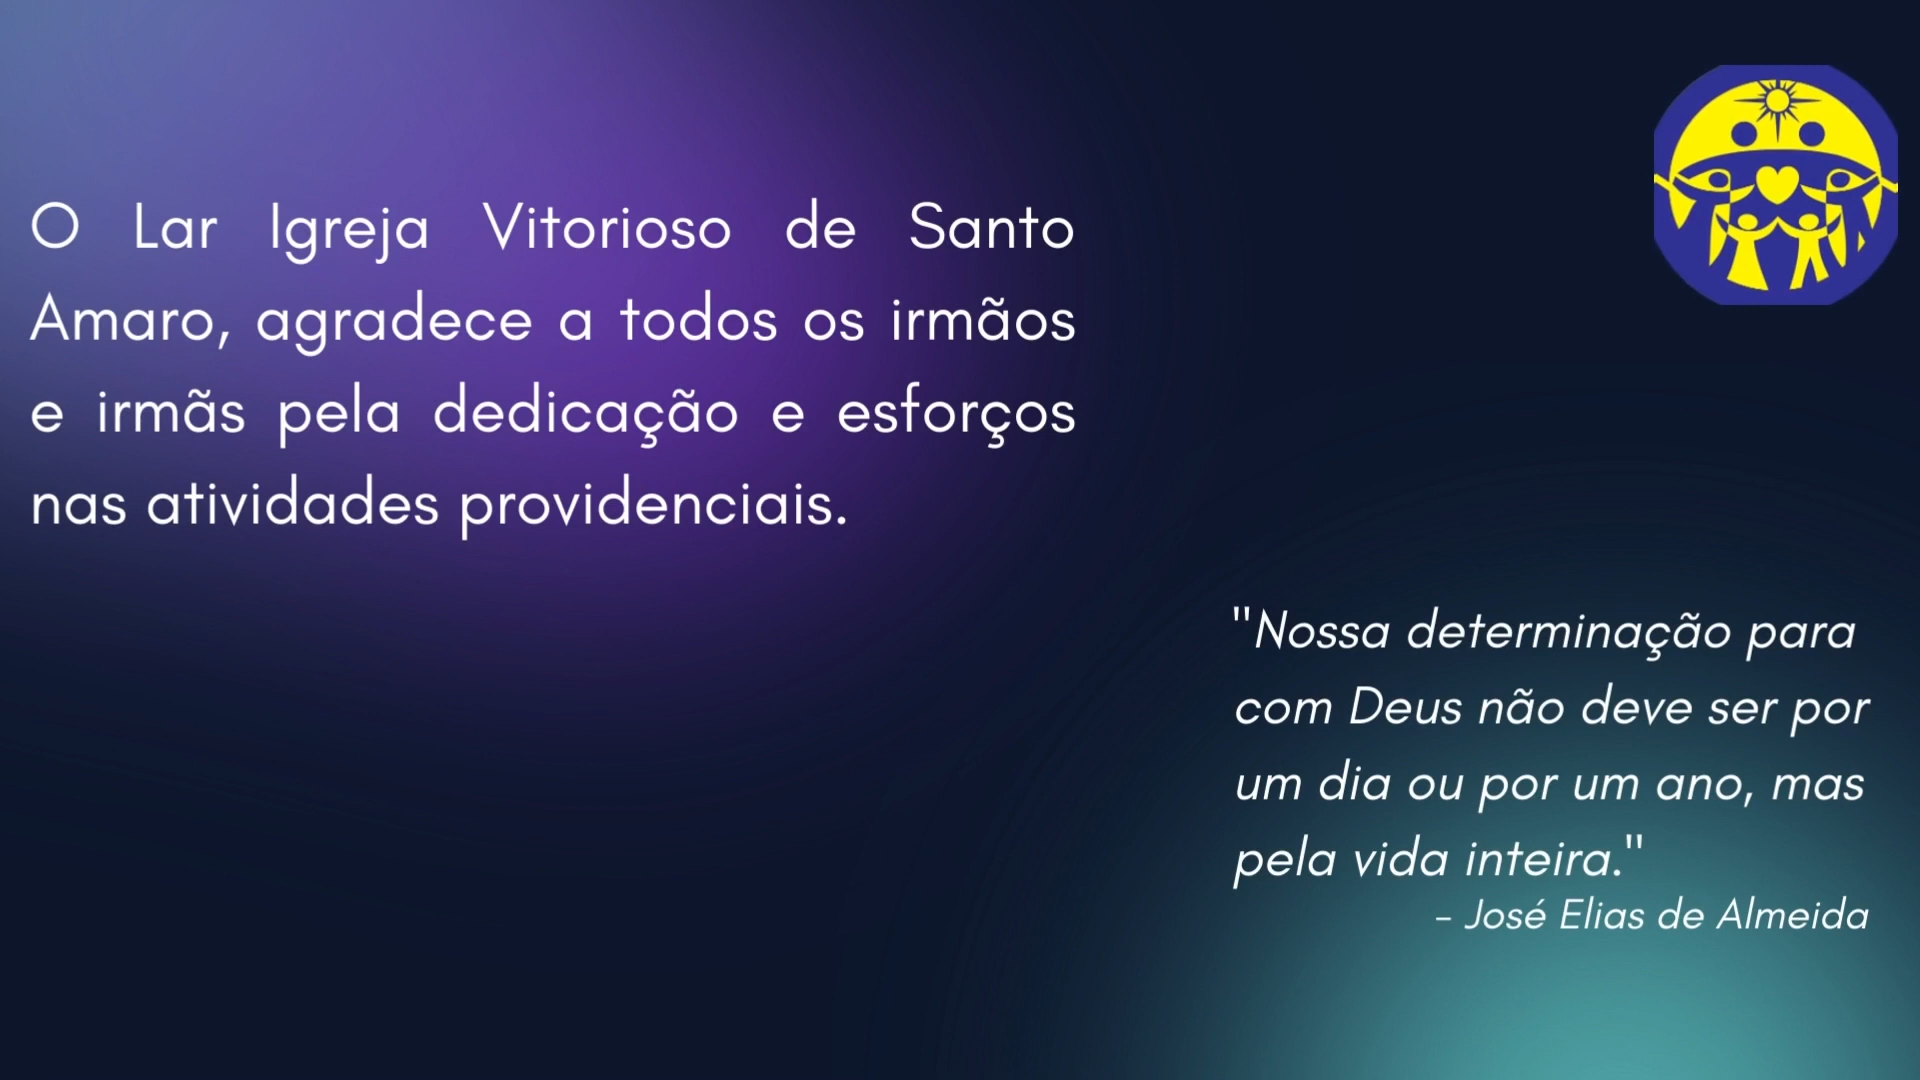 O Lar Igreja Vitorioso de Santo
Amaro, agradece a todos os irmãos
e irmãs pela dedicação e esforços
nas atividades providenciais.
"Nossa determinação para
com Deus não deve ser por
um dia ou por um ano, mas
pela vida inteira."
- José Elias de Almeida